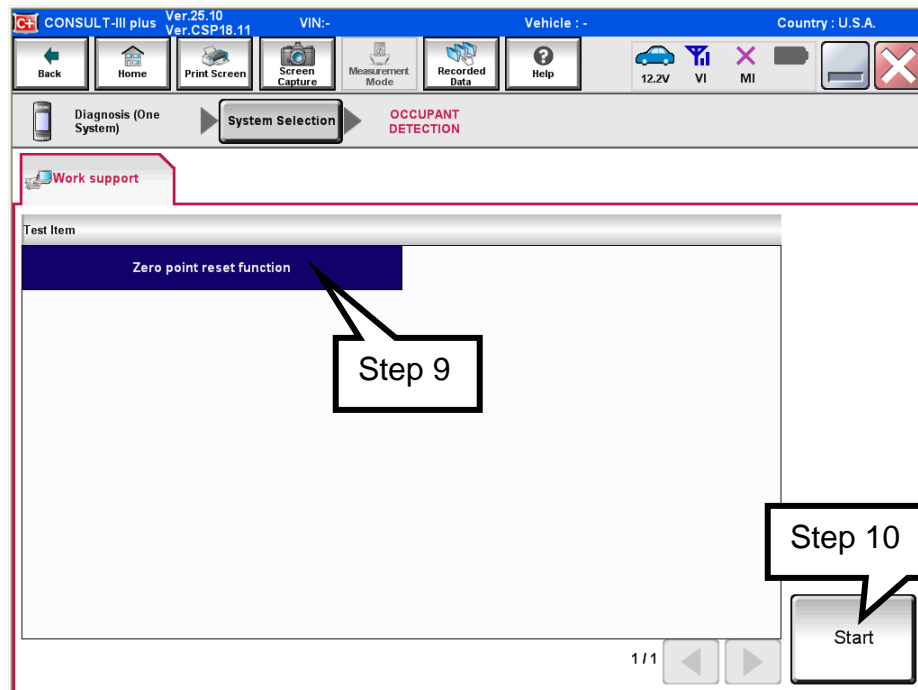 C+ CONSULT-III plus Ver.25.10 VIN:- Vehicle : - Country : U.S.A.
Ver.CSP18.11
Back Home Print Screen Screen Capture Measurement Mode Recorded Data Help 12.2V VI MI
Diagnosis (One System) System Selection OCCUPANT DETECTION
Work support
Test Item
Zero point reset function
Step 9
Step 10
Start
1/1